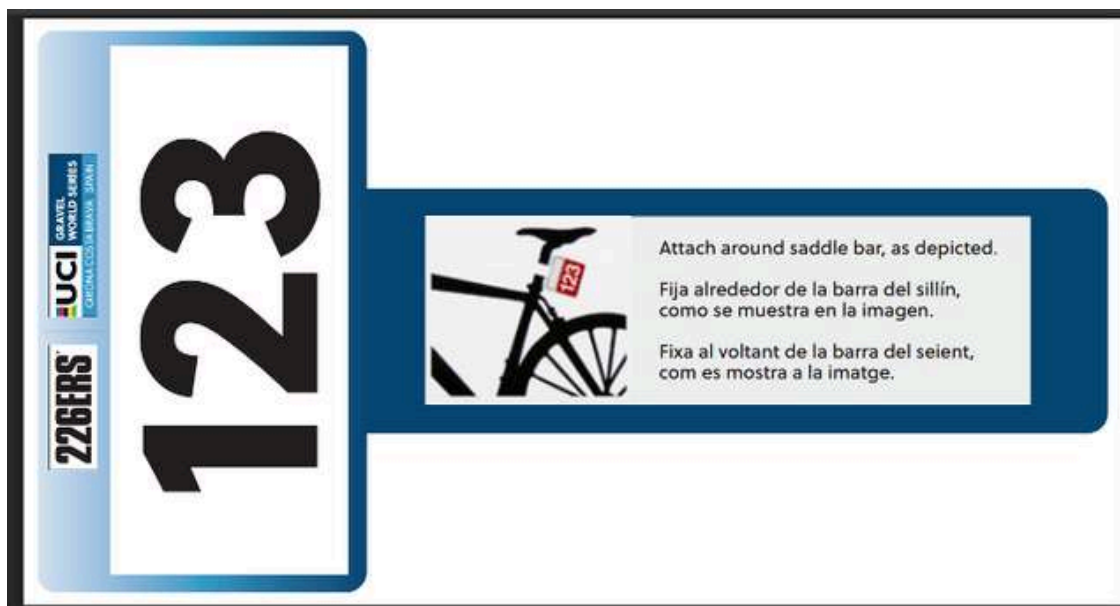 226ERS
UCI
GRAVEL
WORLD SERIES
GIRONA COSTA BRAVA SPAIN
123
123
Attach around saddle bar, as depicted.
Fija alrededor de la barra del sillín,
como se muestra en la imagen.
Fixa al voltant de la barra del seient,
com es mostra a la imatge.